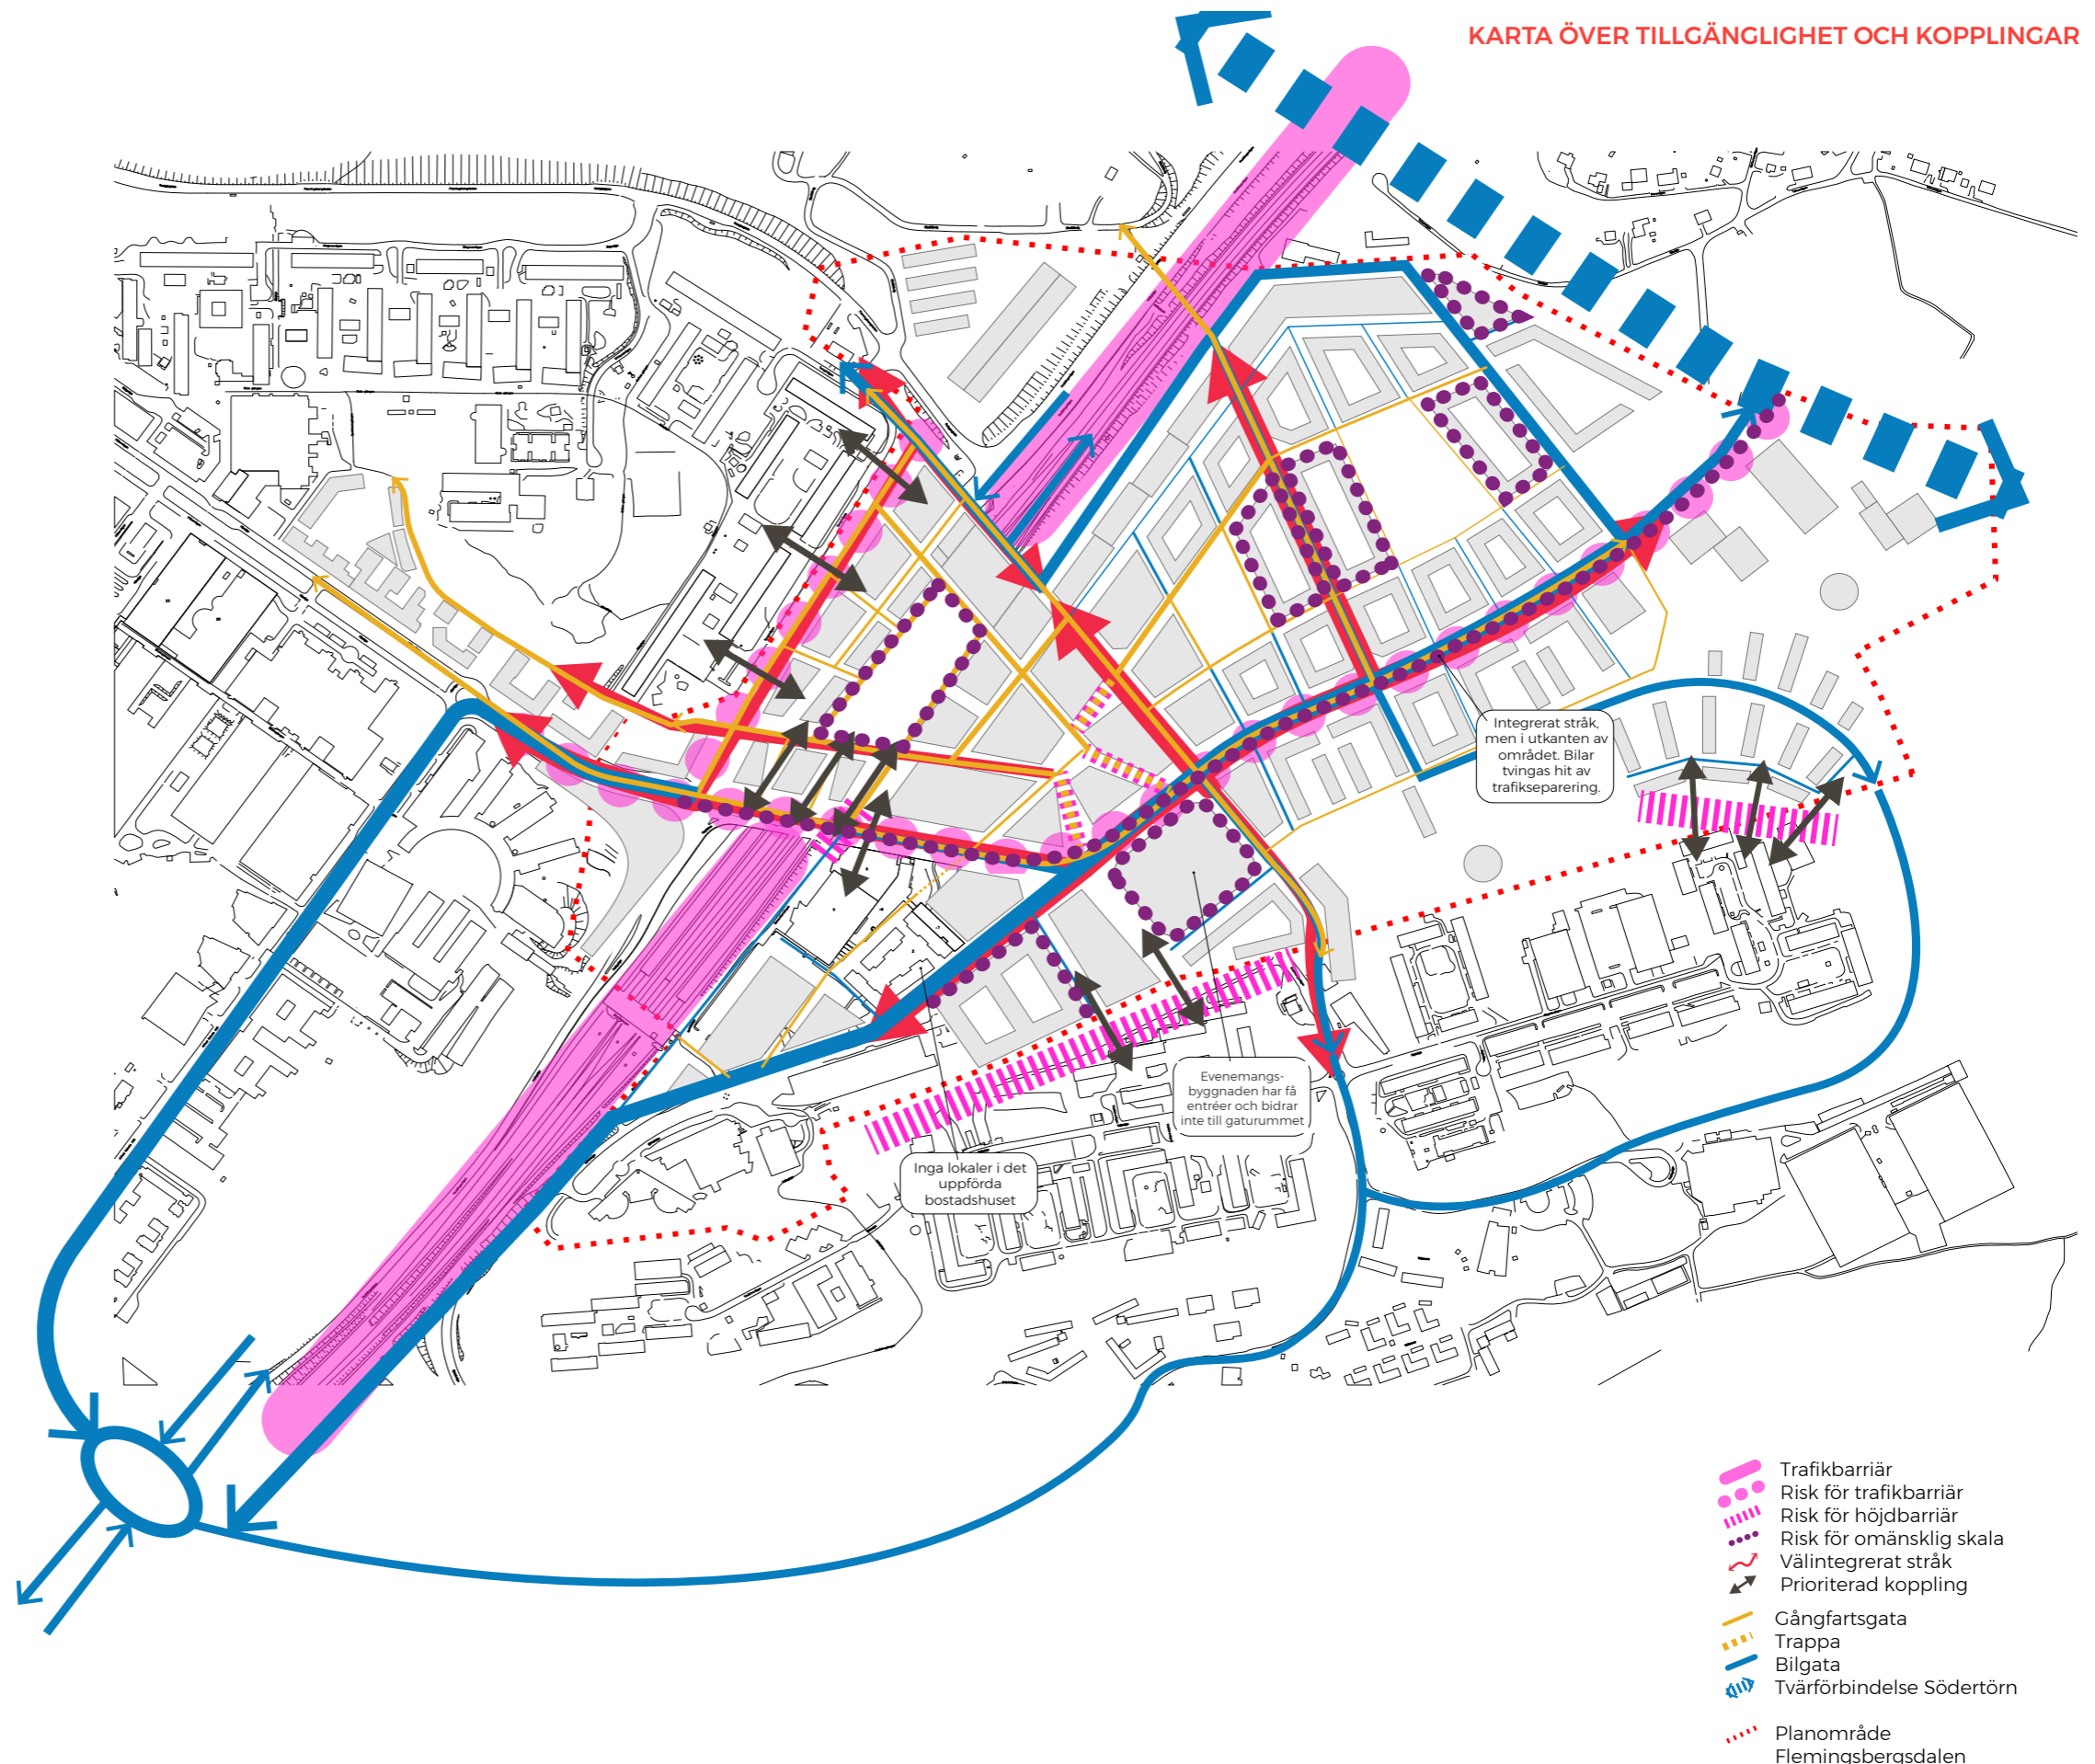 KARTA ÖVER TILLGÄNGLIGHET OCH KOPPLINGAR
Integrerat stråk,
men i utkanten av
området. Bilar
tvingas hit av
trafikseparering.
Evenemangs-
byggnaden har få
entréer och bidrar
inte till gaturummet
Inga lokaler i det
uppförda
bostadshuset
Trafikbarriär
Risk för trafikbarriär
Risk för höjdbarriär
Risk för omänsklig skala
Välintegrerat stråk
Prioriterad koppling
Gångfartsgata
Trappa
Bilgata
Tvärförbindelse Södertörn
Planområde
Flemingsbergsdalen